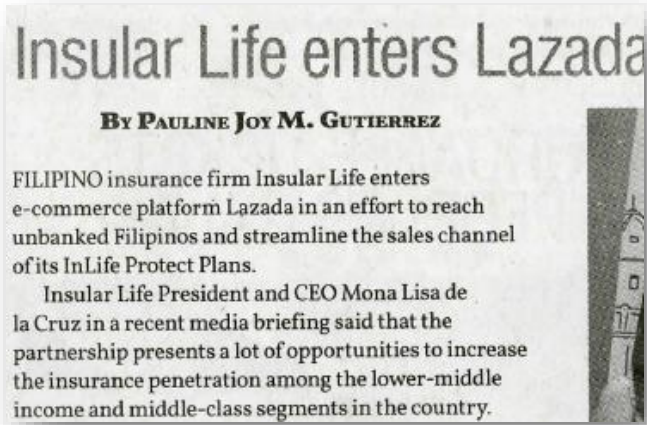 Insular Life enters Lazada
BY PAULINE JOY M. GUTIERREZ
FILIPINO insurance firm Insular Life enters
e-commerce platform Lazada in an effort to reach
unbanked Filipinos and streamline the sales channel
of its InLife Protect Plans.
Insular Life President and CEO Mona Lisa de
la Cruz in a recent media briefing said that the
partnership presents a lot of opportunities to increase
the insurance penetration among the lower-middle
income and middle-class segments in the country.